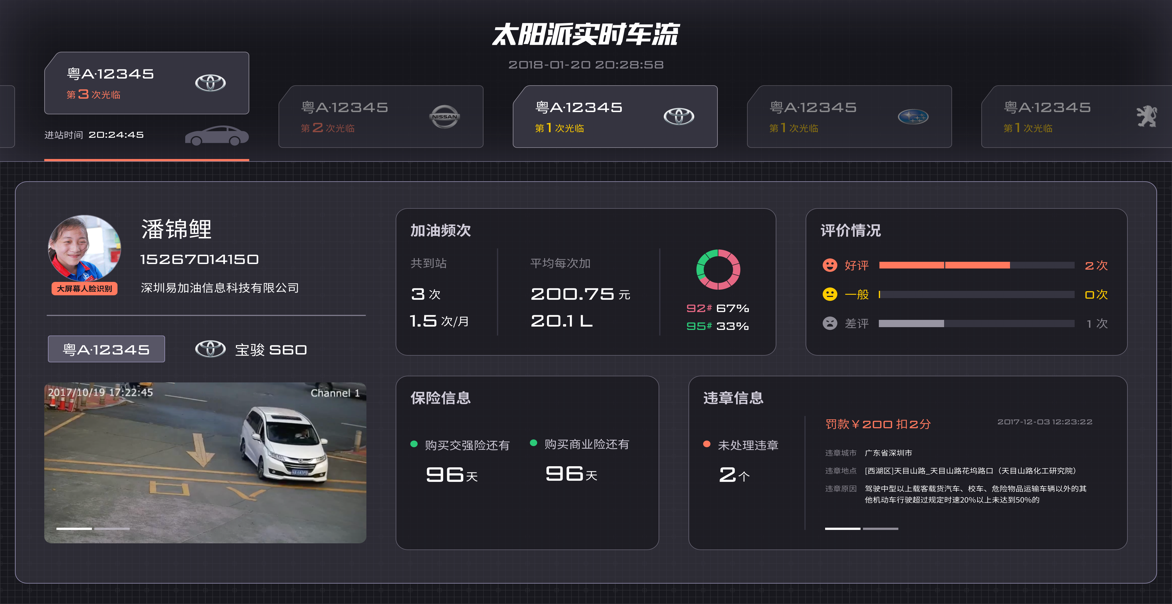 太阳派实时车流
2018-01-20 20:28:58
粤A·12345
第3次光临
进站时间 20:24:45
粤A·12345
第2次光临
粤A·12345
第1次光临
粤A·12345
第1次光临
粤A·12345
第1次光临
潘锦鲤
15267014150
深圳易加油信息科技有限公司
大屏幕人脸识别
粤A·12345
宝骏 S60
2017/10/19 17:22:45
Channel 1
加油频次
共到站
3 次
1.5 次/月
平均每次加
200.75 元
20.1 L
92# 67%
95# 33%
评价情况
好评 2 次
一般 0 次
差评 1 次
保险信息
购买交强险还有
96天
购买商业险还有
96天
违章信息
未处理违章
2个
罚款￥200 扣2分
2017-12-03 12:23:22
违章城市 广东省深圳市
违章地点 [西湖区]天目山路_天目山路花坞路口（天目山路化工研究院）
违章原因 驾驶中型以上载客载货汽车、校车、危险物品运输车辆以外的其
他机动车行驶超过规定时速20%以上未达到50%的